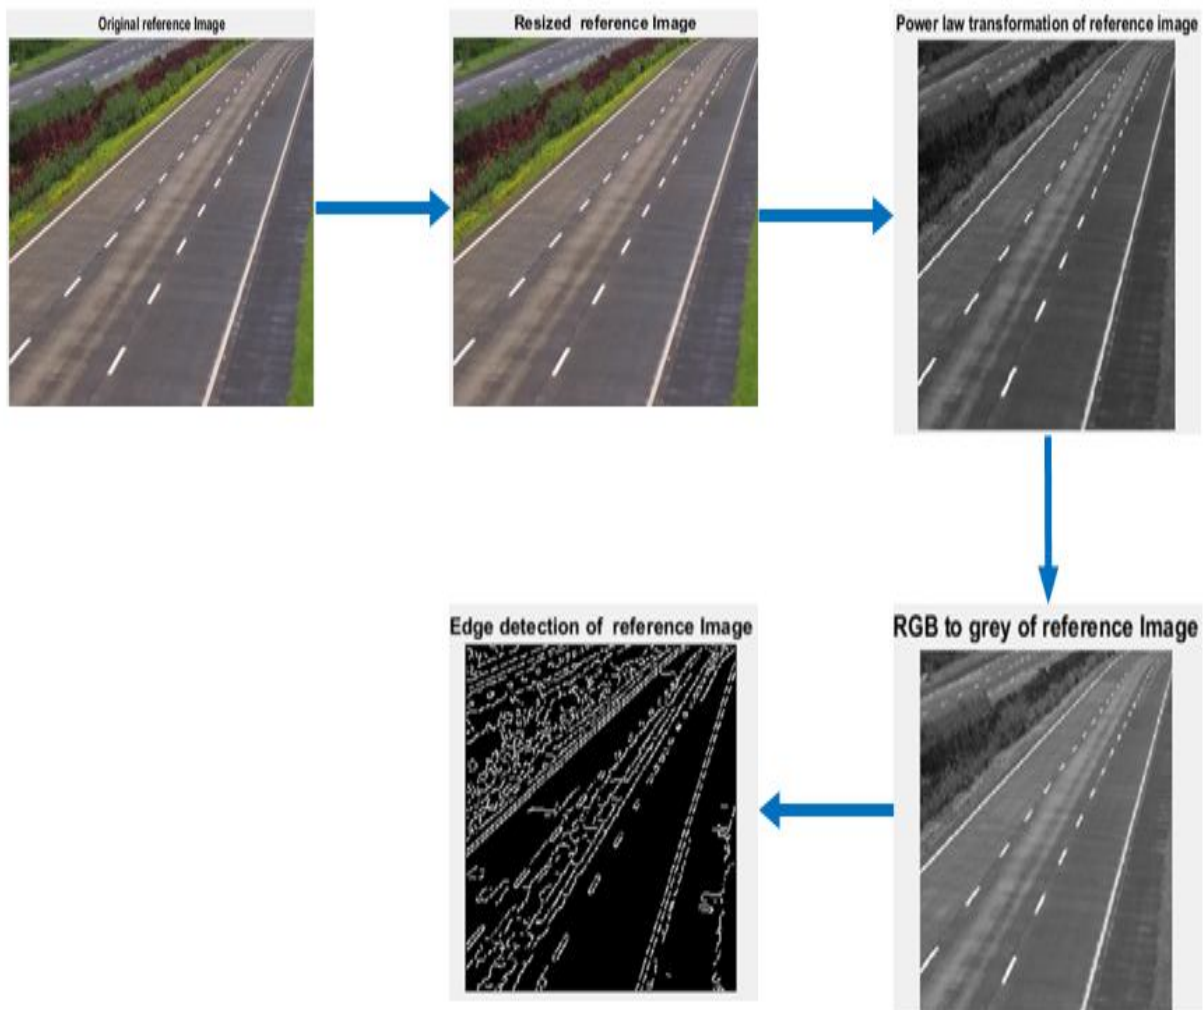 Original reference Image
Resized reference Image
Power law transformation of reference image
RGB to grey of reference Image
Edge detection of reference Image